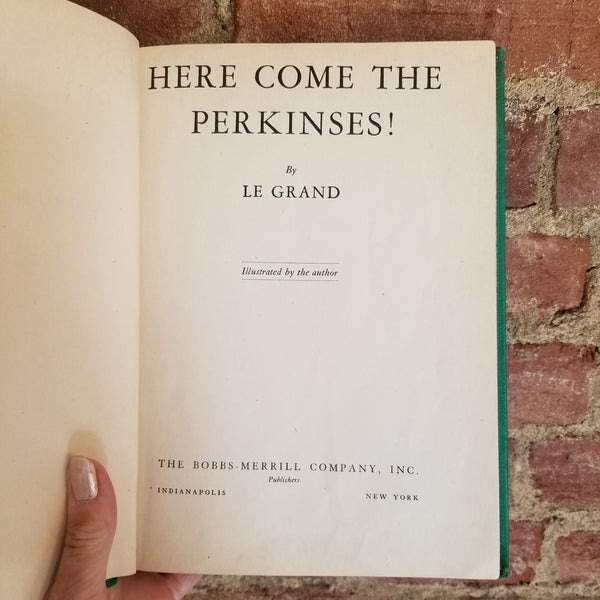 HERE COME THE
PERKINSES!
By
LE GRAND
Illustrated by the author
THE BOBBS-MERRILL COMPANY, INC.
Publishers
INDIANAPOLIS NEW YORK